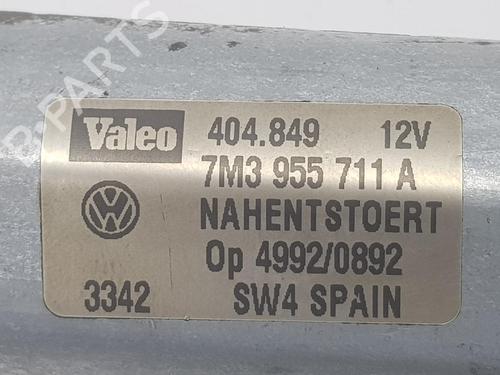 Valeo 404.849 12V
7M3 955 711 A
NAHENTSTOERT
Op 4992/0892
3342 SW4 SPAIN
B-PARTS